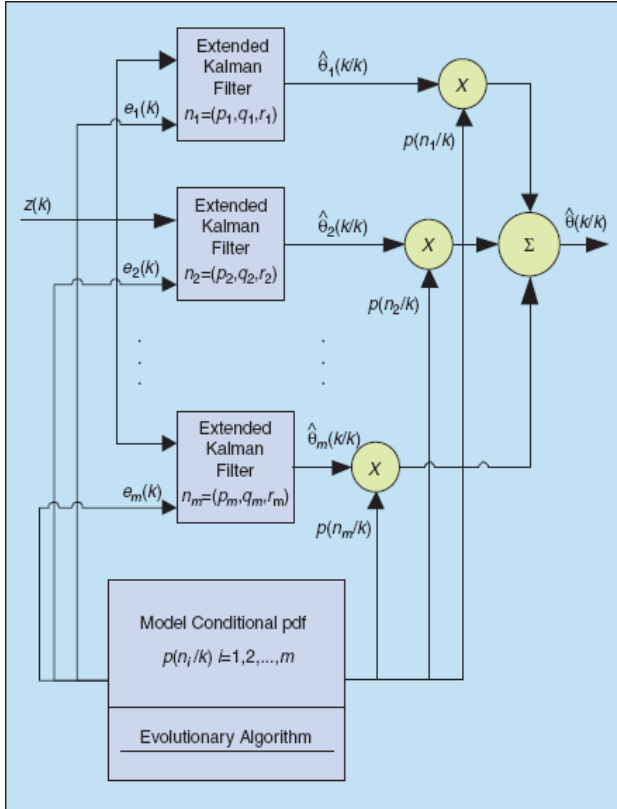 Extended
Kalman
Filter
n₁=(p₁,q₁,r₁)
e₁(k)
θ̂₁(k/k)
X
p(n₁/k)
z(k)
Extended
Kalman
Filter
n₂=(p₂,q₂,r₂)
e₂(k)
θ̂₂(k/k)
X
p(n₂/k)
Σ
θ̂(k/k)
. .
. .
. .
Extended
Kalman
Filter
nₘ=(pₘ,qₘ,rₘ)
eₘ(k)
θ̂ₘ(k/k)
X
p(nₘ/k)
Model Conditional pdf
p(nᵢ/k) i=1,2,...,m
Evolutionary Algorithm